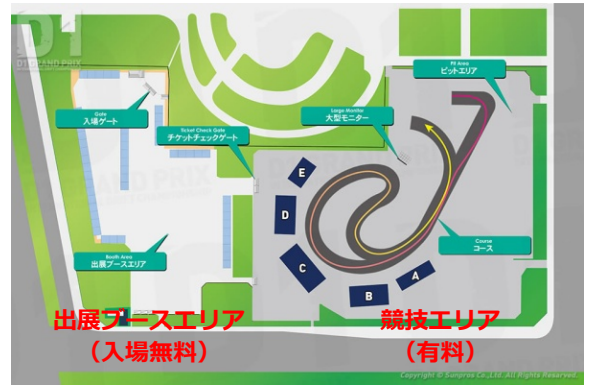 D1
D1 GRAND PRIX
Pit Area
ピットエリア
Gate
入場ゲート
Large Monitor
大型モニター
Ticket Check Gate
チケットチェックゲート
E
D
C
B
A
Course
コース
Booth Area
出展ブースエリア
出展ブースエリア
(入場無料)
競技エリア
(有料)
Copyright © Sunpros Co.,Ltd. All Rights Reserved.